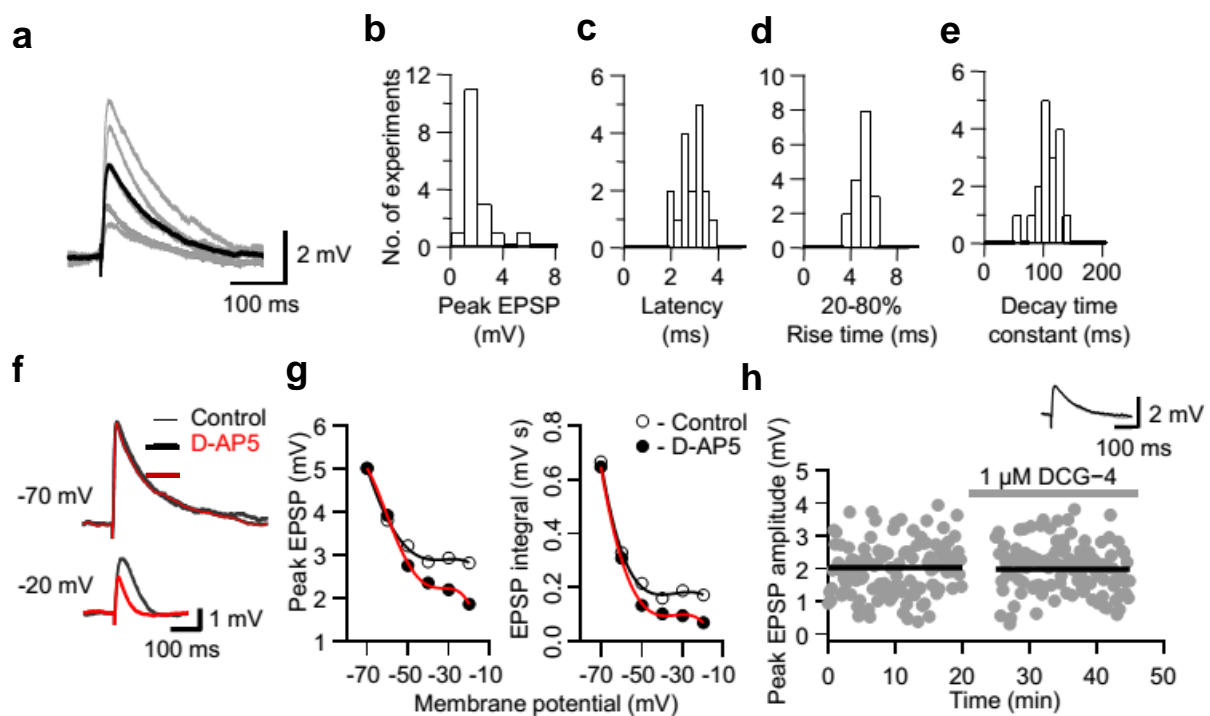 a
2 mV
100 ms
b
No. of experiments
12
8
4
0
0 4 8
Peak EPSP
(mV)
c
6
4
2
0
0 2 4
Latency
(ms)
d
10
8
6
4
2
0
0 4 8
20-80%
Rise time (ms)
e
6
4
2
0
0 100 200
Decay time
constant (ms)
f
Control
D-AP5
-70 mV
-20 mV
1 mV
100 ms
g
Peak EPSP (mV)
6
5
4
3
2
1
-70 -50 -30 -10
EPSP integral (mV s)
0.8
0.6
0.4
0.2
0.0
-70 -50 -30 -10
- Control
- D-AP5
Membrane potential (mV)
h
2 mV
100 ms
1 µM DCG−4
Peak EPSP amplitude (mV)
5
4
3
2
1
0
0 10 20 30 40 50
Time (min)